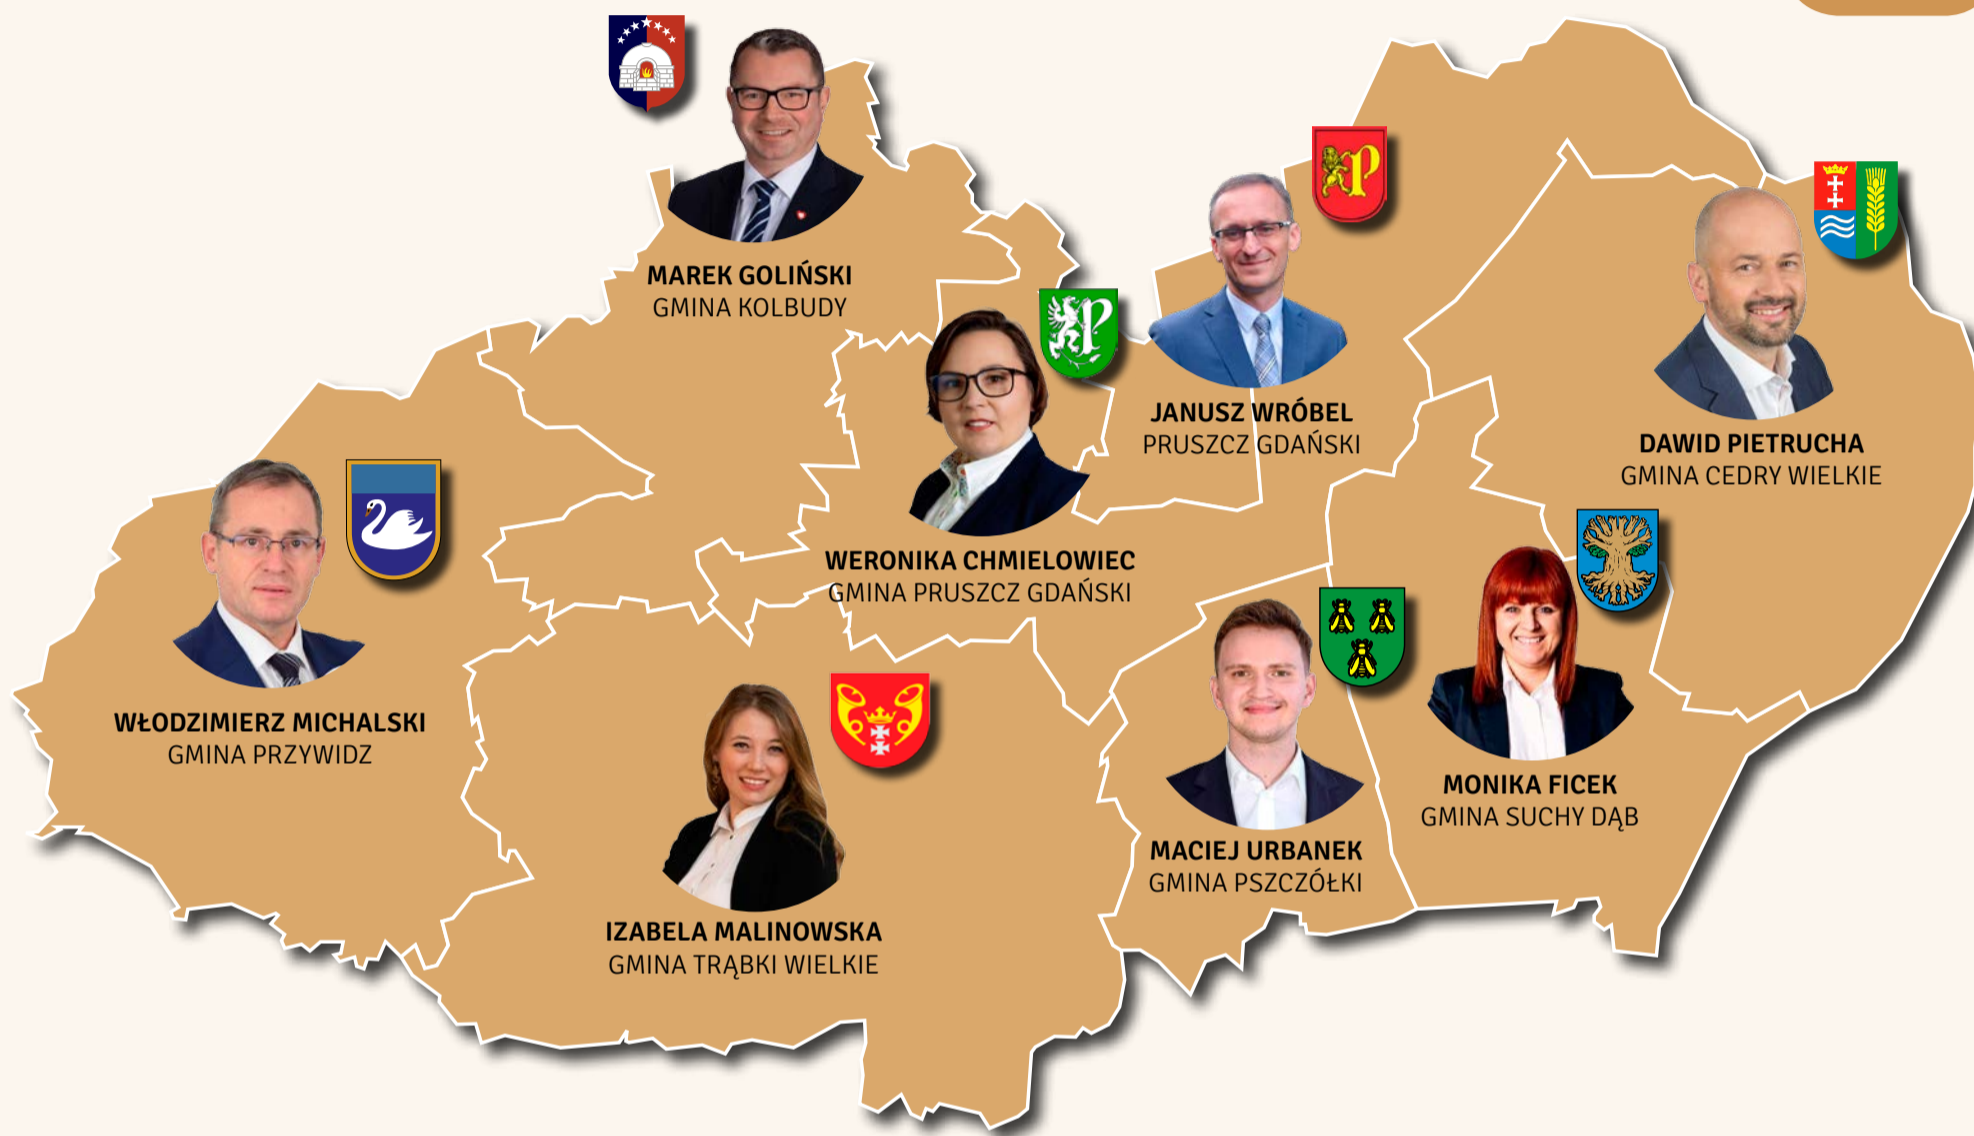 MAREK GOLIŃSKI
GMINA KOLBUDY
JANUSZ WRÓBEL
PRUSZCZ GDAŃSKI
DAWID PIETRUCHA
GMINA CEDRY WIELKIE
WERONIKA CHMIELOWIEC
GMINA PRUSZCZ GDAŃSKI
WŁODZIMIERZ MICHALSKI
GMINA PRZYWIDZ
MONIKA FICEK
GMINA SUCHY DĄB
MACIEJ URBANEK
GMINA PSZCZÓŁKI
IZABELA MALINOWSKA
GMINA TRĄBKI WIELKIE